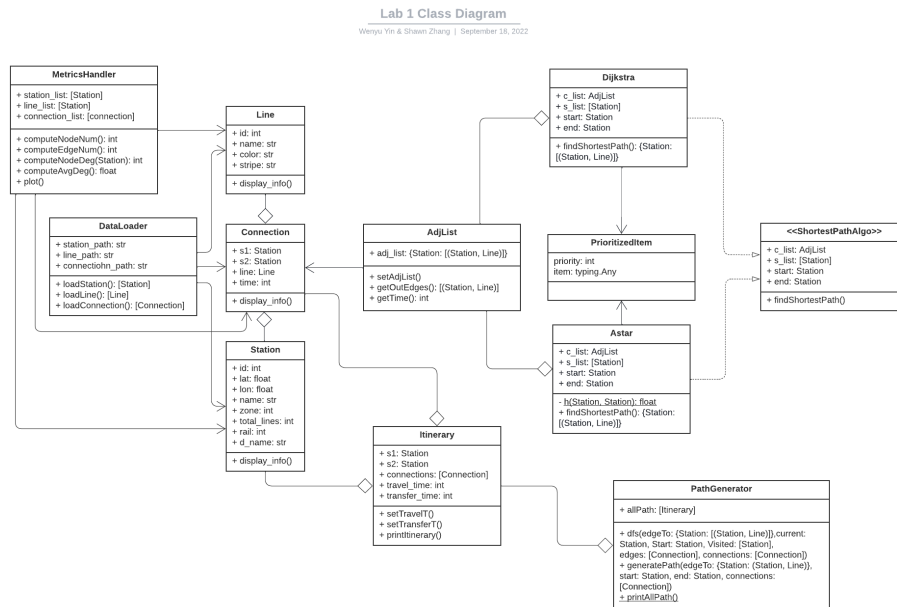 Lab 1 Class Diagram
Wenyu Yin & Shawn Zhang | September 18, 2022
MetricsHandler
+ station_list: [Station]
+ line_list: [Station]
+ connection_list: [connection]
+ computeNodeNum(): int
+ computeEdgeNum(): int
+ computeNodeDeg(Station): int
+ computeAvgDeg(): float
+ plot()
Line
+ id: int
+ name: str
+ color: str
+ stripe: str
+ display_info()
Dijkstra
+ c_list: AdjList
+ s_list: [Station]
+ start: Station
+ end: Station
+ findShortestPath(): {Station:
[(Station, Line)]}
DataLoader
+ station_path: str
+ line_path: str
+ connectiohn_path: str
+ loadStation(): [Station]
+ loadLine(): [Line]
+ loadConnection(): [Connection]
Connection
+ s1: Station
+ s2: Station
+ line: Line
+ time: int
+ display_info()
AdjList
+ adj_list: {Station: [(Station, Line)]}
+ setAdjList()
+ getOutEdges(): [(Station, Line)]
+ getTime(): int
PrioritizedItem
priority: int
item: typing.Any
<<ShortestPathAlgo>>
+ c_list: AdjList
+ s_list: [Station]
+ start: Station
+ end: Station
+ findShortestPath()
Station
+ id: int
+ lat: float
+ lon: float
+ name: str
+ zone: int
+ total_lines: int
+ rail: int
+ d_name: str
+ display_info()
Astar
+ c_list: AdjList
+ s_list: [Station]
+ start: Station
+ end: Station
- h(Station, Station): float
+ findShortestPath(): {Station:
[(Station, Line)]}
Itinerary
+ s1: Station
+ s2: Station
+ connections: [Connection]
+ travel_time: int
+ transfer_time: int
+ setTravelT()
+ setTransferT()
+ printItinerary()
PathGenerator
+ allPath: [Itinerary]
+ dfs(edgeTo: {Station: [(Station, Line)]},current:
Station, Start: Station, Visited: [Station],
edges: [Connection], connections: [Connection])
+ generatePath(edgeTo: {Station: (Station, Line)},
start: Station, end: Station, connections:
[Connection])
+ printAllPath()